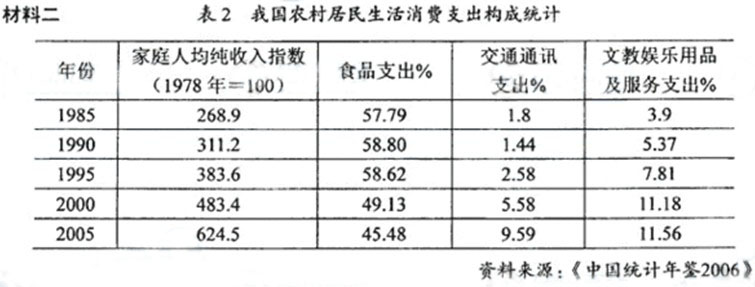 材料二 表2 我国农村居民生活消费支出构成统计
年份 家庭人均纯收入指数（1978年＝100） 食品支出% 交通通讯支出% 文教娱乐用品及服务支出%
1985 268.9 57.79 1.8 3.9
1990 311.2 58.80 1.44 5.37
1995 383.6 58.62 2.58 7.81
2000 483.4 49.13 5.58 11.18
2005 624.5 45.48 9.59 11.56
资料来源：《中国统计年鉴2006》